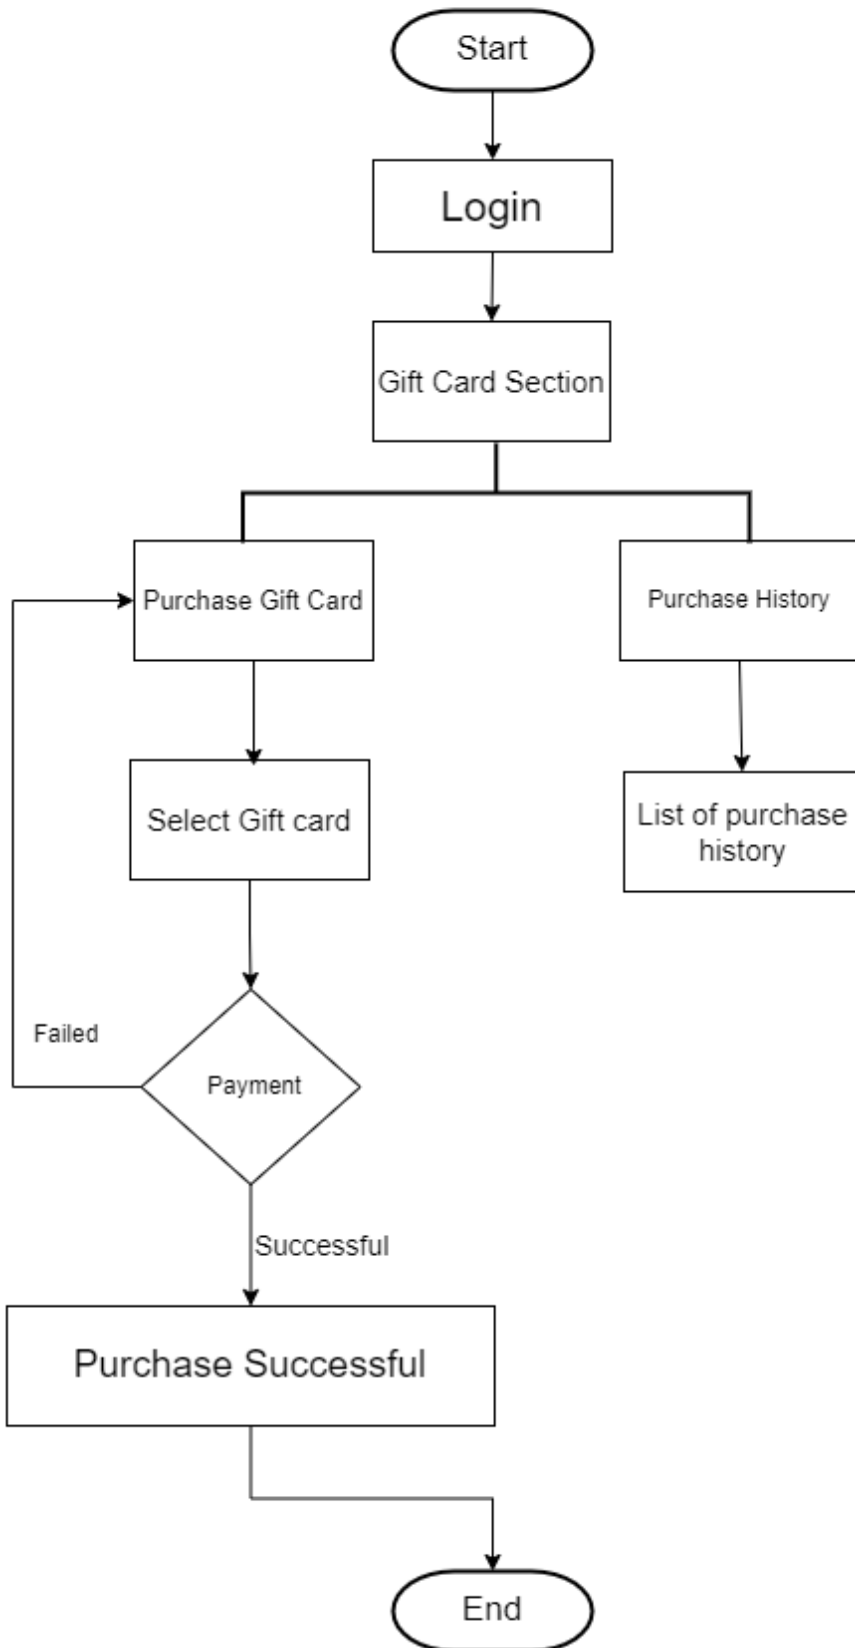 Start
Login
Gift Card Section
Purchase Gift Card
Purchase History
Select Gift card
List of purchase
history
Failed
Payment
Successful
Purchase Successful
End